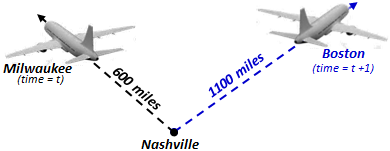 Milwaukee
(time = t)
600 miles
1100 miles
Boston
(time = t +1)
Nashville